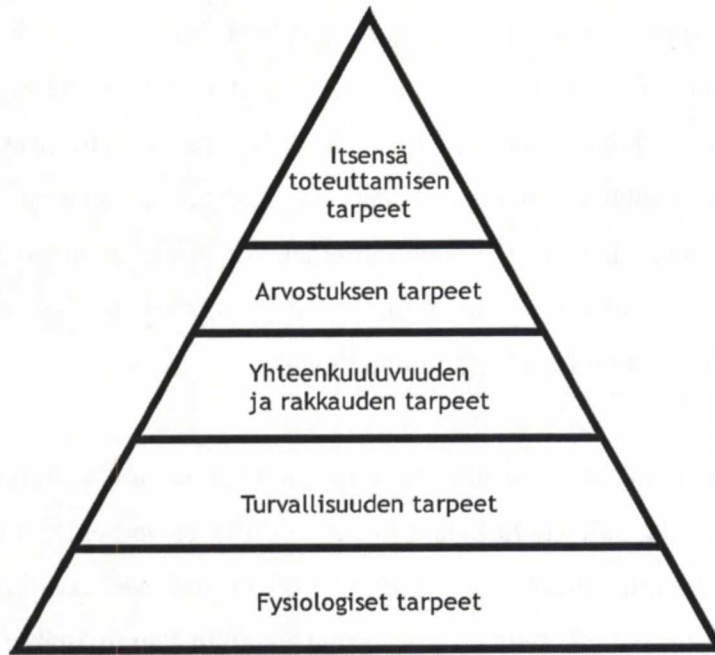 Itsensä
toteuttamisen
tarpeet
Arvostuksen tarpeet
Yhteenkuuluvuuden
ja rakkauden tarpeet
Turvallisuuden tarpeet
Fysiologiset tarpeet